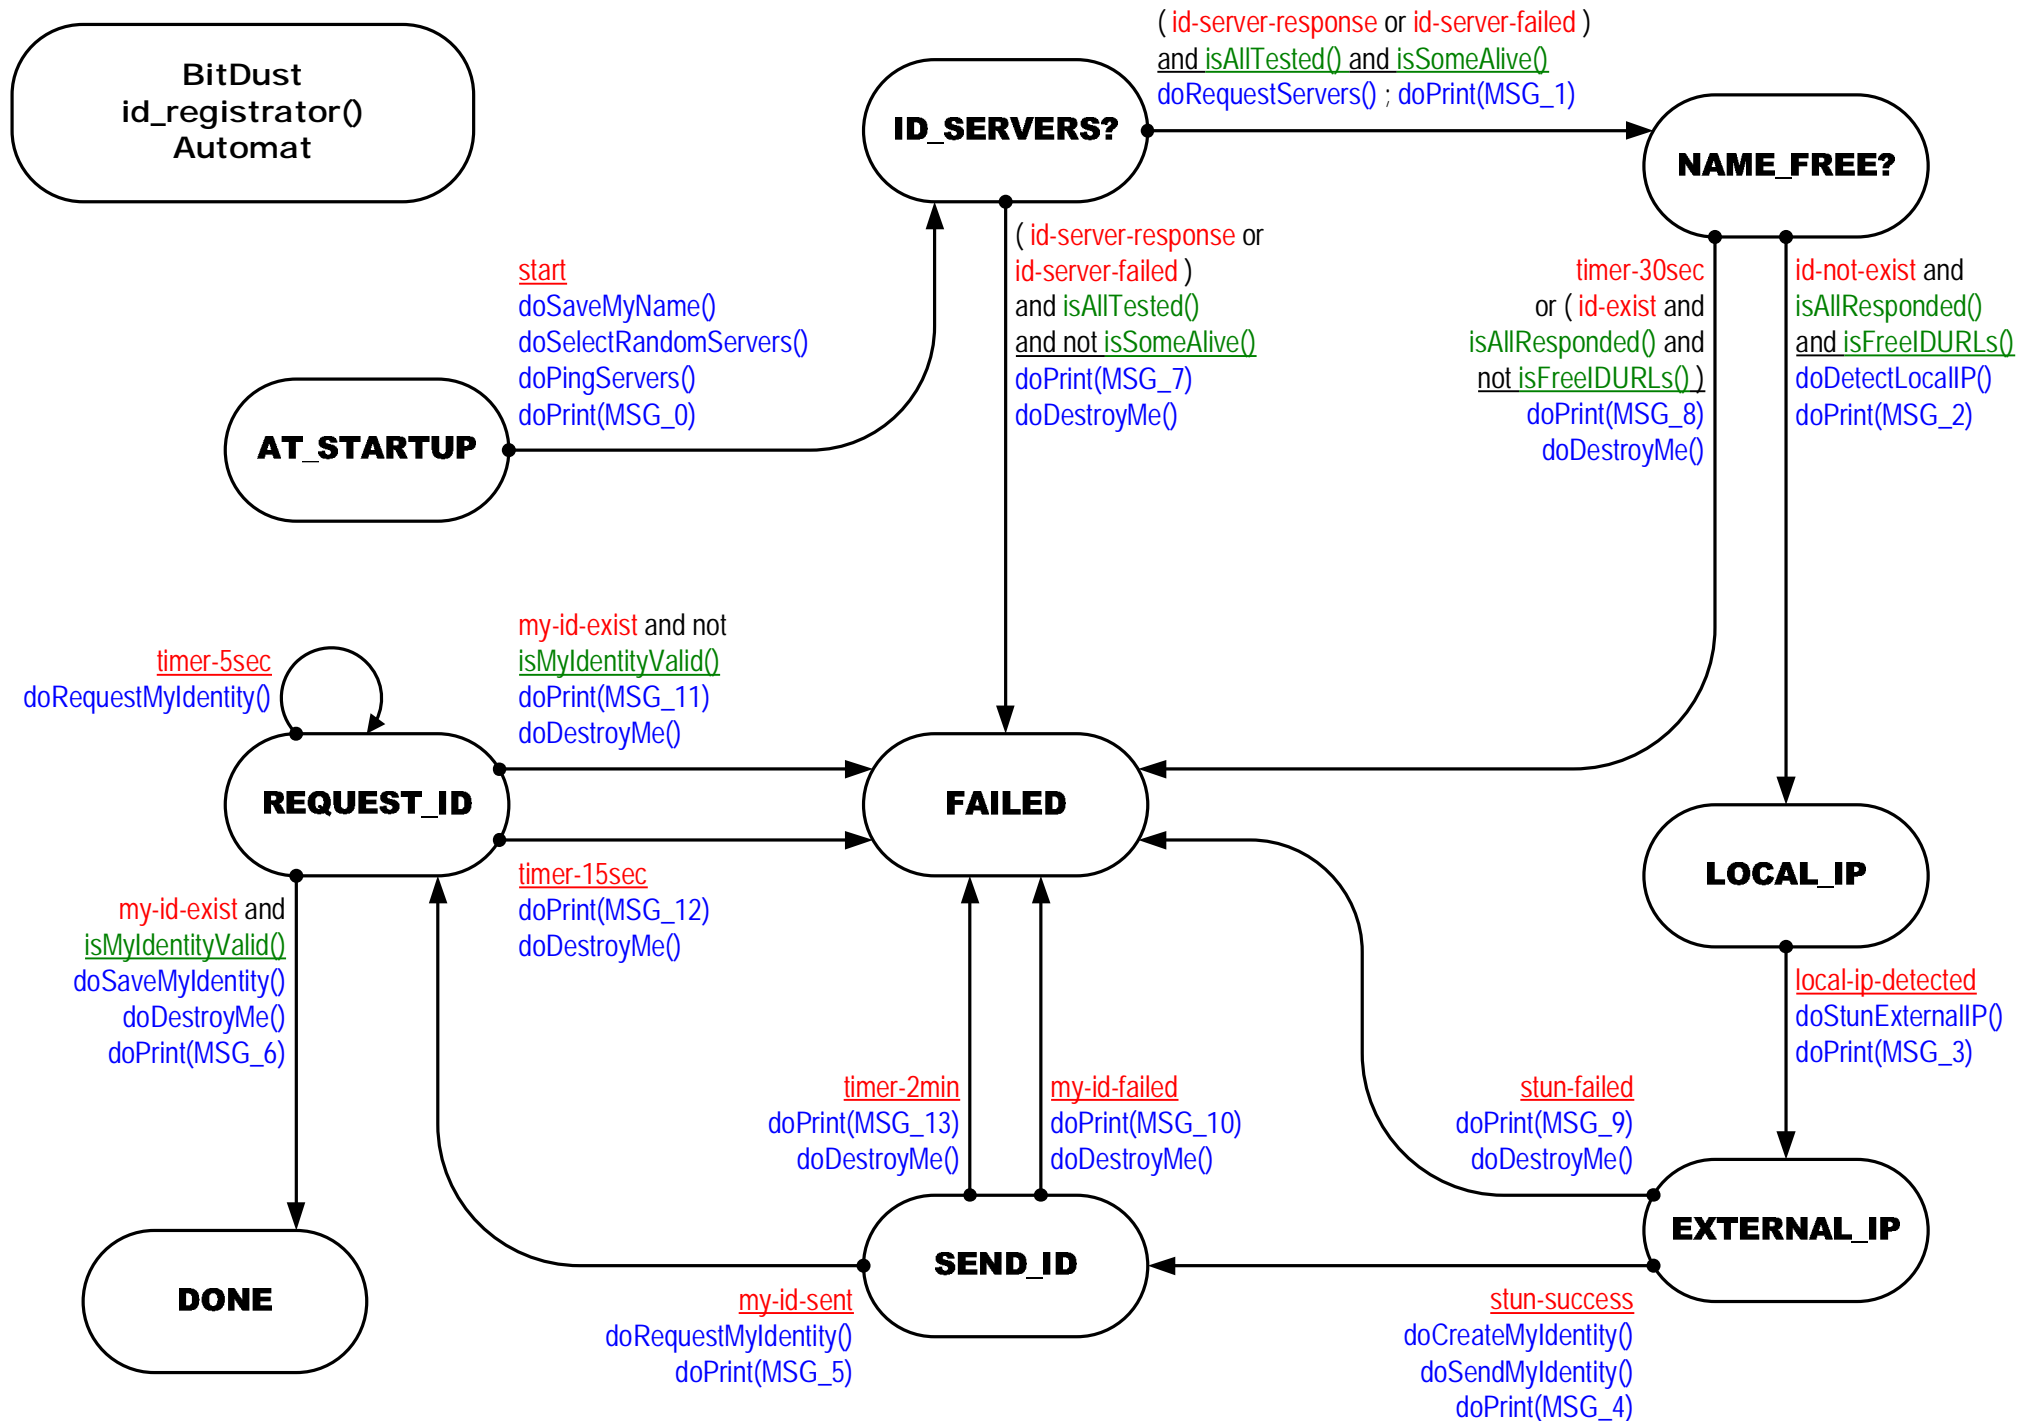 BitDust
id_registrator()
Automat
( id-server-response or id-server-failed )
and isAllTested() and isSomeAlive()
doRequestServers() ; doPrint(MSG_1)
ID_SERVERS?
NAME_FREE?
start
doSaveMyName()
doSelectRandomServers()
doPingServers()
doPrint(MSG_0)
( id-server-response or
id-server-failed )
and isAllTested()
and not isSomeAlive()
doPrint(MSG_7)
doDestroyMe()
timer-30sec
or ( id-exist and
isAllResponded() and
not isFreeIDURLs() )
doPrint(MSG_8)
doDestroyMe()
id-not-exist and
isAllResponded()
and isFreeIDURLs()
doDetectLocalIP()
doPrint(MSG_2)
AT_STARTUP
timer-5sec
doRequestMyIdentity()
my-id-exist and not
isMyIdentityValid()
doPrint(MSG_11)
doDestroyMe()
REQUEST_ID
FAILED
LOCAL_IP
timer-15sec
doPrint(MSG_12)
doDestroyMe()
my-id-exist and
isMyIdentityValid()
doSaveMyIdentity()
doDestroyMe()
doPrint(MSG_6)
local-ip-detected
doStunExternalIP()
doPrint(MSG_3)
timer-2min
doPrint(MSG_13)
doDestroyMe()
my-id-failed
doPrint(MSG_10)
doDestroyMe()
stun-failed
doPrint(MSG_9)
doDestroyMe()
EXTERNAL_IP
SEND_ID
DONE
my-id-sent
doRequestMyIdentity()
doPrint(MSG_5)
stun-success
doCreateMyIdentity()
doSendMyIdentity()
doPrint(MSG_4)